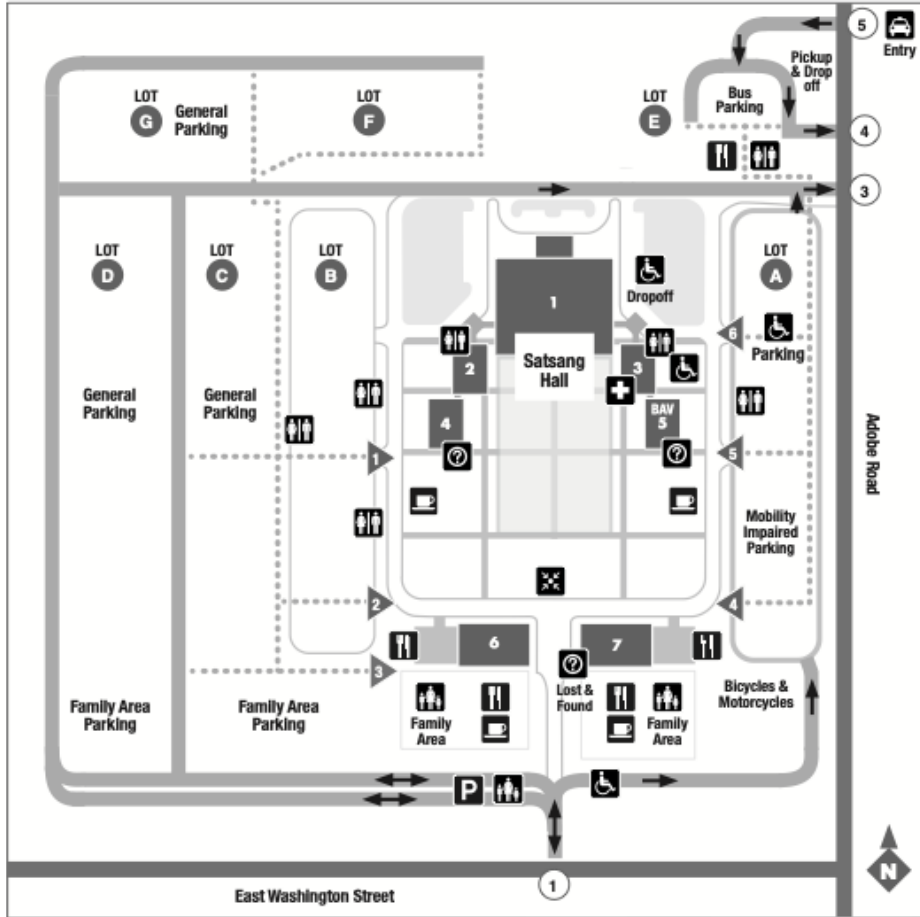 5
Entry
Pickup
& Drop
off
Bus
Parking
4
LOT
G
General
Parking
LOT
F
LOT
E
3
LOT
D
LOT
C
LOT
B
LOT
A
1
Dropoff
Satsang
Hall
2
3
4
BAV
5
6
Parking
General
Parking
General
Parking
?
?
1
5
Adobe Road
Mobility
Impaired
Parking
2
4
6
7
?
3
Lost &
Found
Family
Area
Family
Area
Bicycles &
Motorcycles
Family Area
Parking
Family Area
Parking
P
N
1
East Washington Street